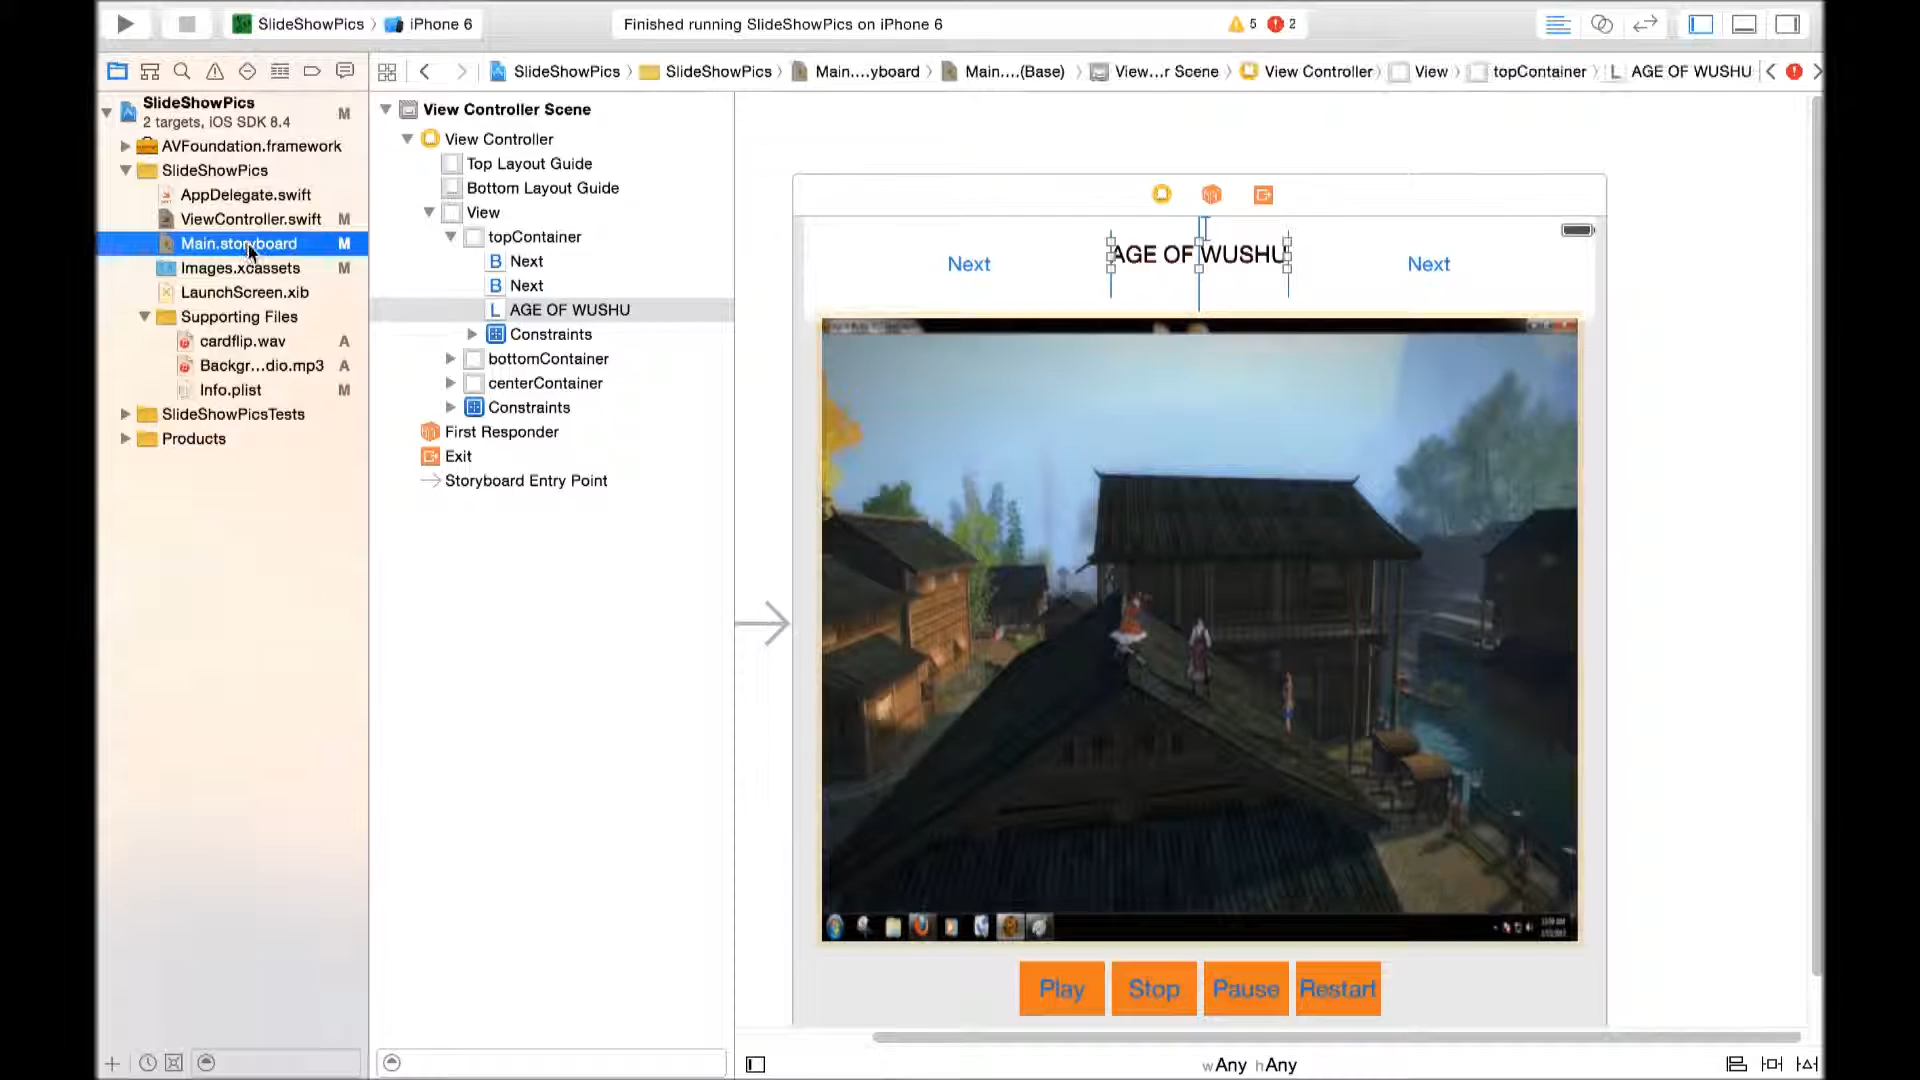 SlideShowPics
iPhone 6
Finished running SlideShowPics on iPhone 6
5
2
SlideShowPics
SlideShowPics
Main....yboard
Main....(Base)
View...r Scene
View Controller
View
topContainer
L
AGE OF WUSHU
SlideShowPics
2 targets, iOS SDK 8.4
M
AVFoundation.framework
SlideShowPics
AppDelegate.swift
ViewController.swift
M
Main.storyboard
M
Images.xcassets
M
LaunchScreen.xib
Supporting Files
cardflip.wav
A
Backgr...dio.mp3
A
Info.plist
M
SlideShowPicsTests
Products
View Controller Scene
View Controller
Top Layout Guide
Bottom Layout Guide
View
topContainer
B Next
B Next
L AGE OF WUSHU
Constraints
bottomContainer
centerContainer
Constraints
First Responder
Exit
Storyboard Entry Point
Next
AGE OF WUSHU
Next
Play
Stop
Pause
Restart
wAny hAny